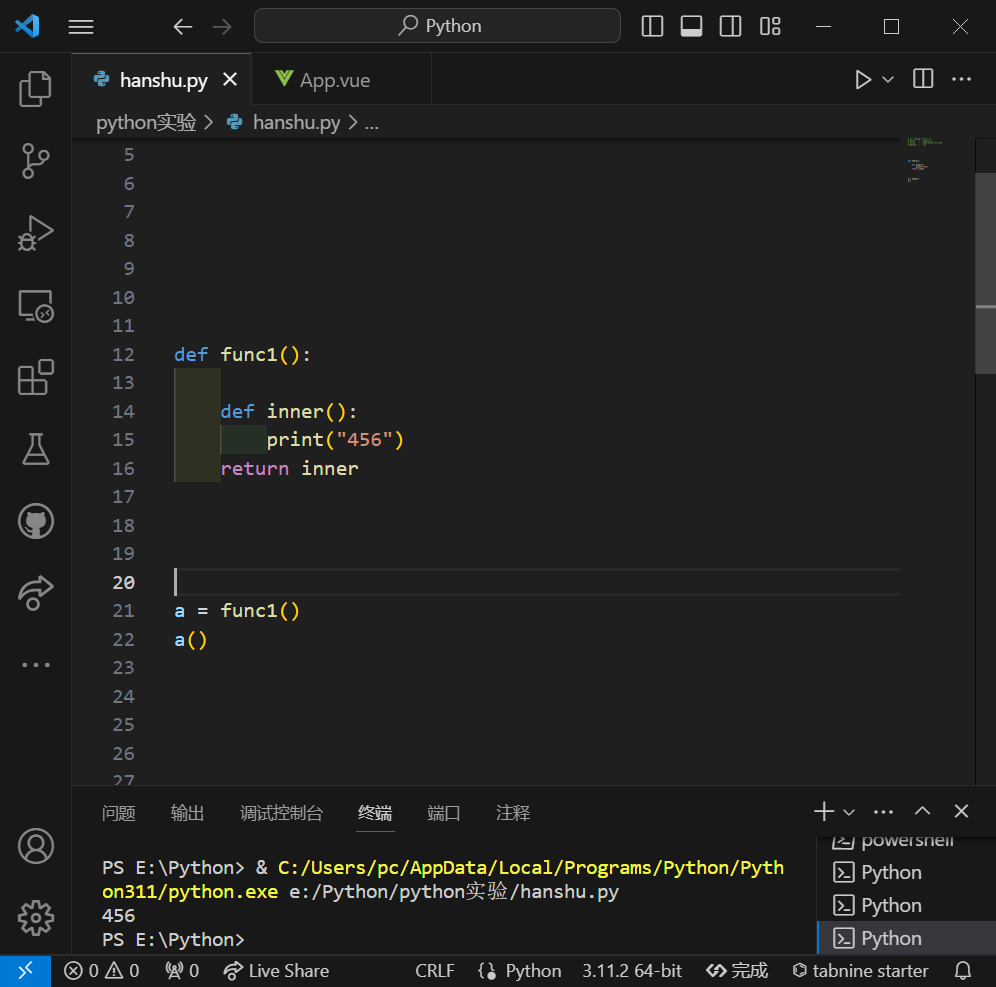 Python
hanshu.py
App.vue
python实验 > hanshu.py > ...
5
6
7
8
9
10
11
12 def func1():
13
14 def inner():
15 print("456")
16 return inner
17
18
19
20
21 a = func1()
22 a()
23
24
25
26
27
问题 输出 调试控制台 终端 端口 注释
PS E:\Python> & C:/Users/pc/AppData/Local/Programs/Python/Pyth
on311/python.exe e:/Python/python实验/hanshu.py
456
PS E:\Python>
powershell
Python
Python
Python
0 0 0 Live Share CRLF Python 3.11.2 64-bit 完成 tabnine starter